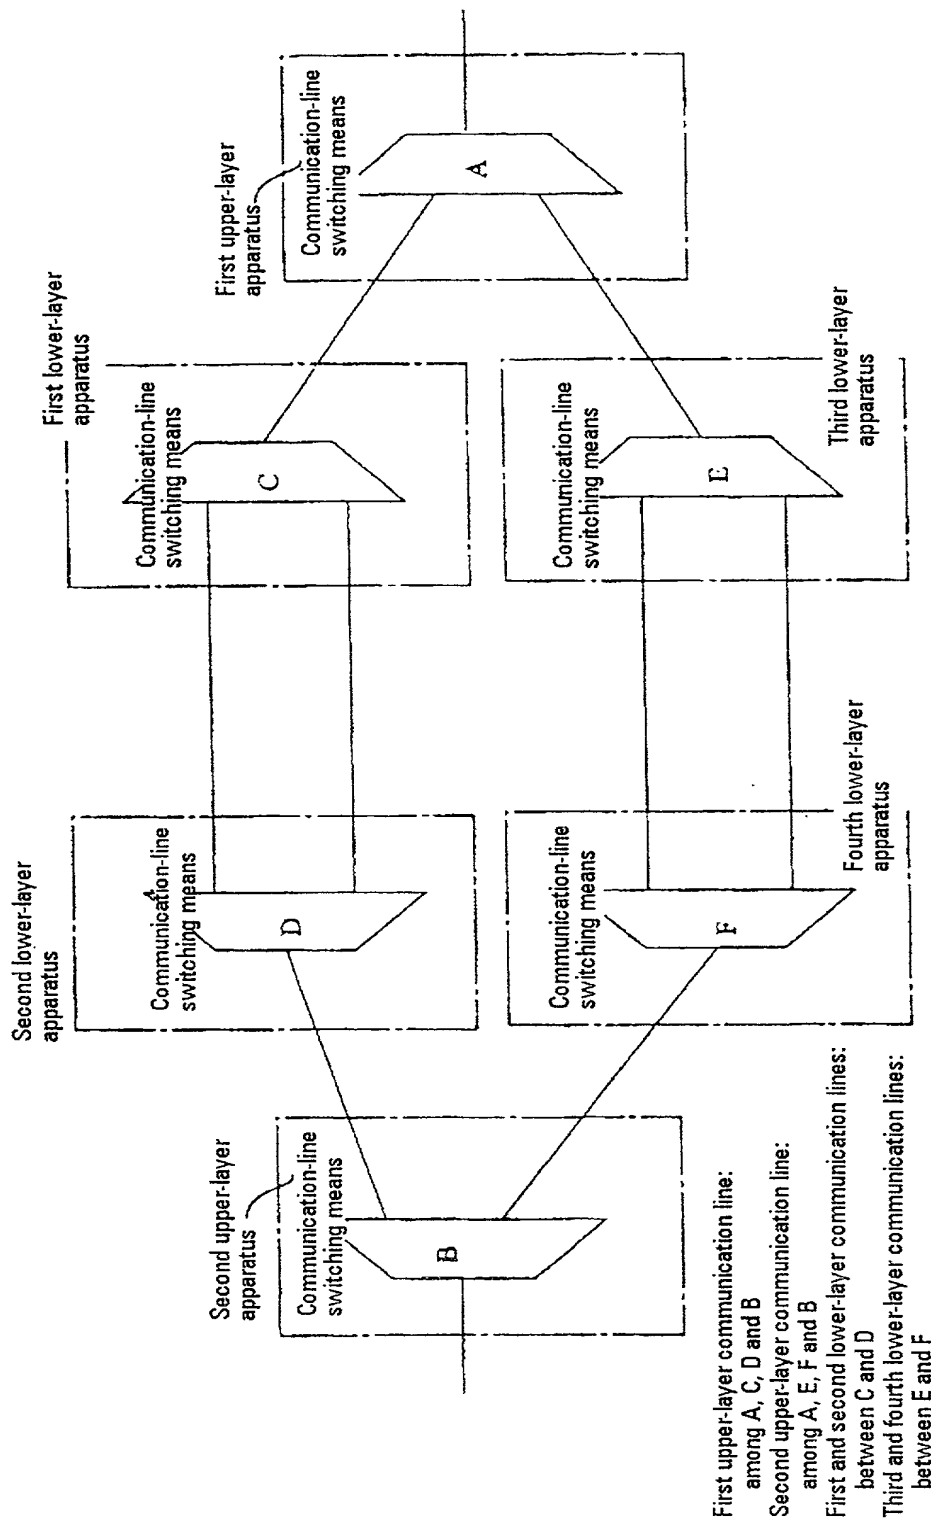 Second upper-layer
apparatus
Communication-line
switching means
B
Second lower-layer
apparatus
Communication-line
switching means
D
First lower-layer
apparatus
Communication-line
switching means
C
First upper-layer
apparatus
Communication-line
switching means
A
Communication-line
switching means
F
Fourth lower-layer
apparatus
Communication-line
switching means
E
Third lower-layer
apparatus
First upper-layer communication line:
among A, C, D and B
Second upper-layer communication line:
among A, E, F and B
First and second lower-layer communication lines:
between C and D
Third and fourth lower-layer communication lines:
between E and F